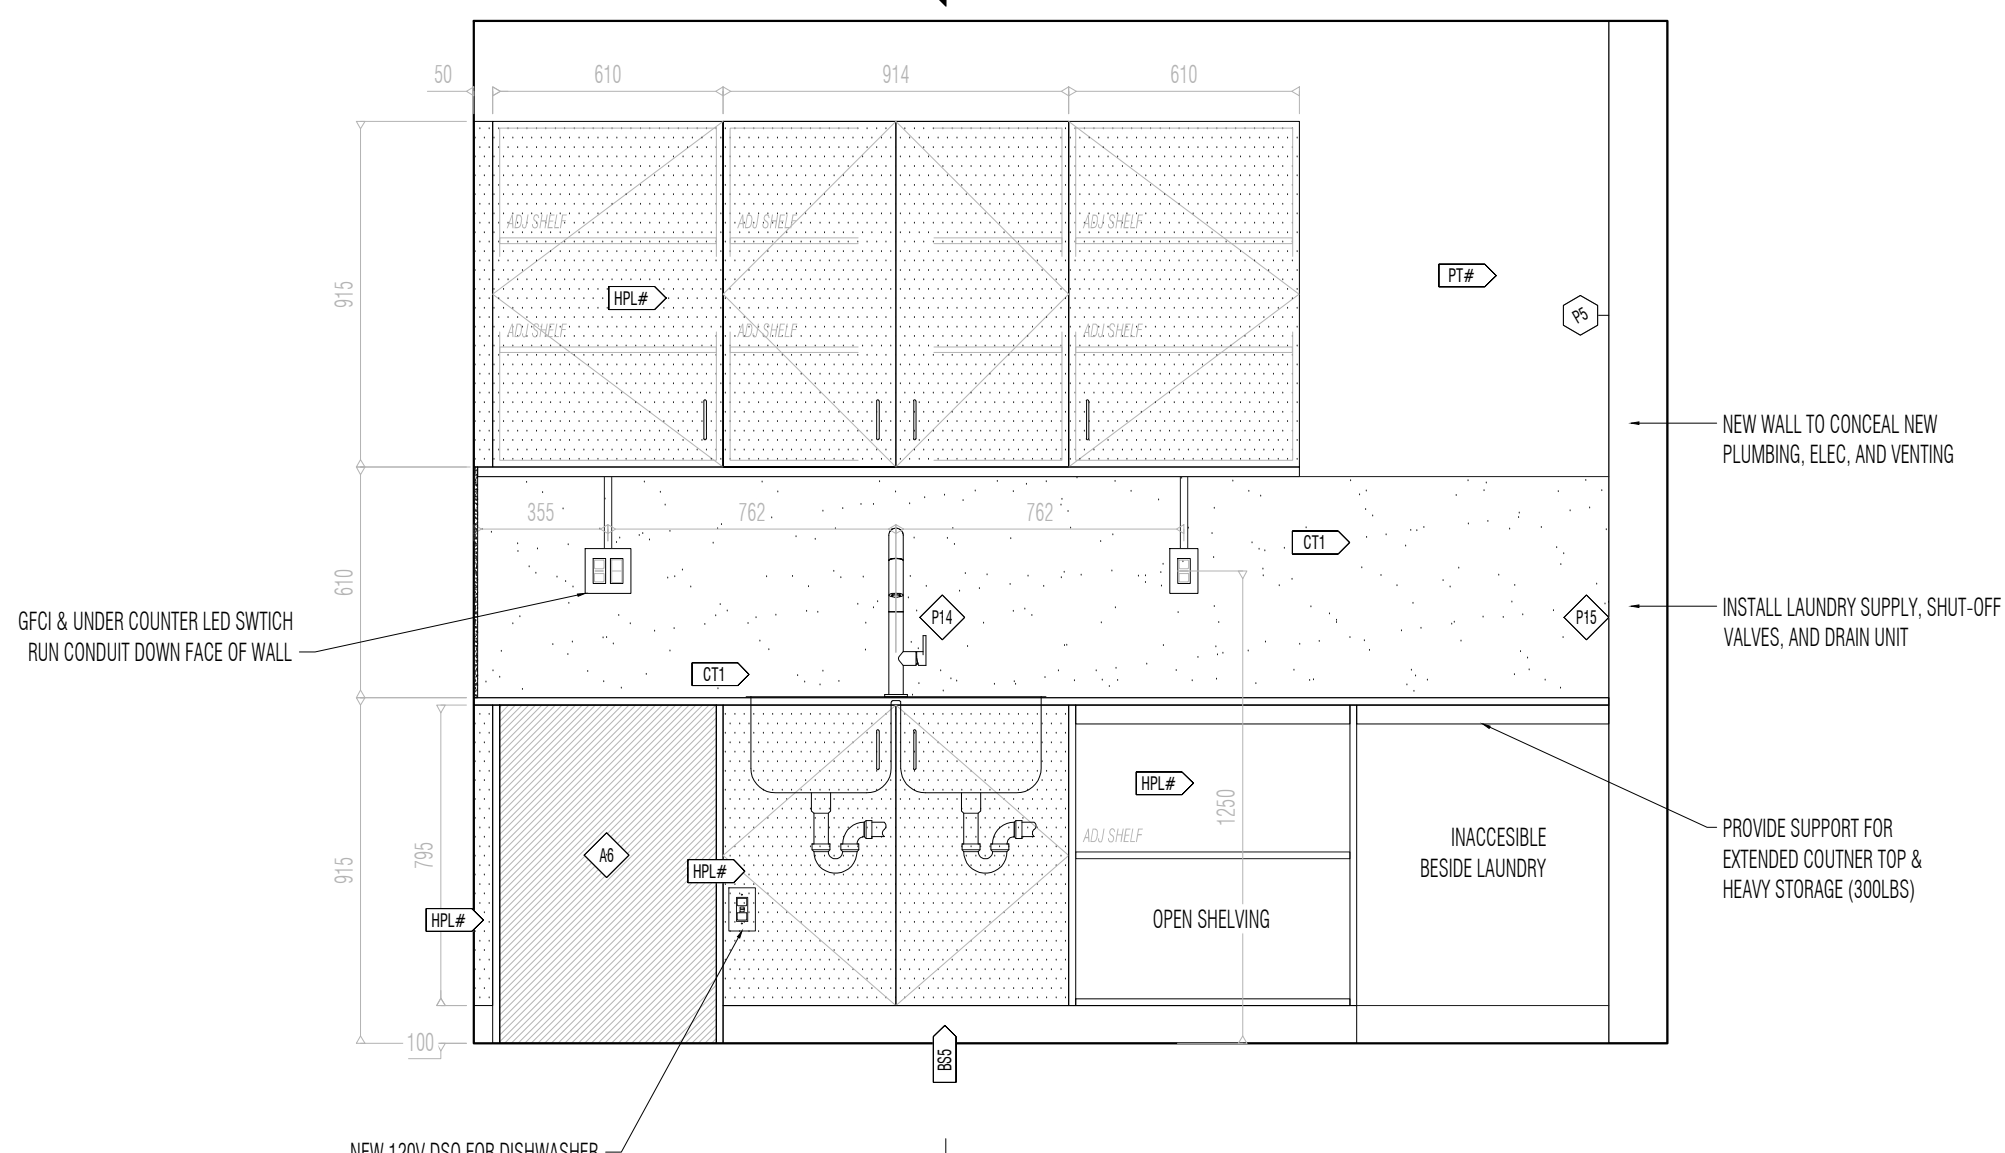 50
610
914
610
ADJ SHELF
ADJ SHELF
ADJ SHELF
915
HPL#
PT#
P5
ADJ SHELF
ADJ SHELF
ADJ SHELF
NEW WALL TO CONCEAL NEW
PLUMBING, ELEC, AND VENTING
355
762
762
CT1
610
GFCI & UNDER COUNTER LED SWTICH
RUN CONDUIT DOWN FACE OF WALL
P14
P15
INSTALL LAUNDRY SUPPLY, SHUT-OFF
VALVES, AND DRAIN UNIT
CT1
HPL#
1250
ADJ SHELF
PROVIDE SUPPORT FOR
EXTENDED COUTNER TOP &
HEAVY STORAGE (300LBS)
INACCESIBLE
BESIDE LAUNDRY
915
795
A6
HPL#
HPL#
OPEN SHELVING
100
BS5
NEW 120V DSO FOR DISHWASHER